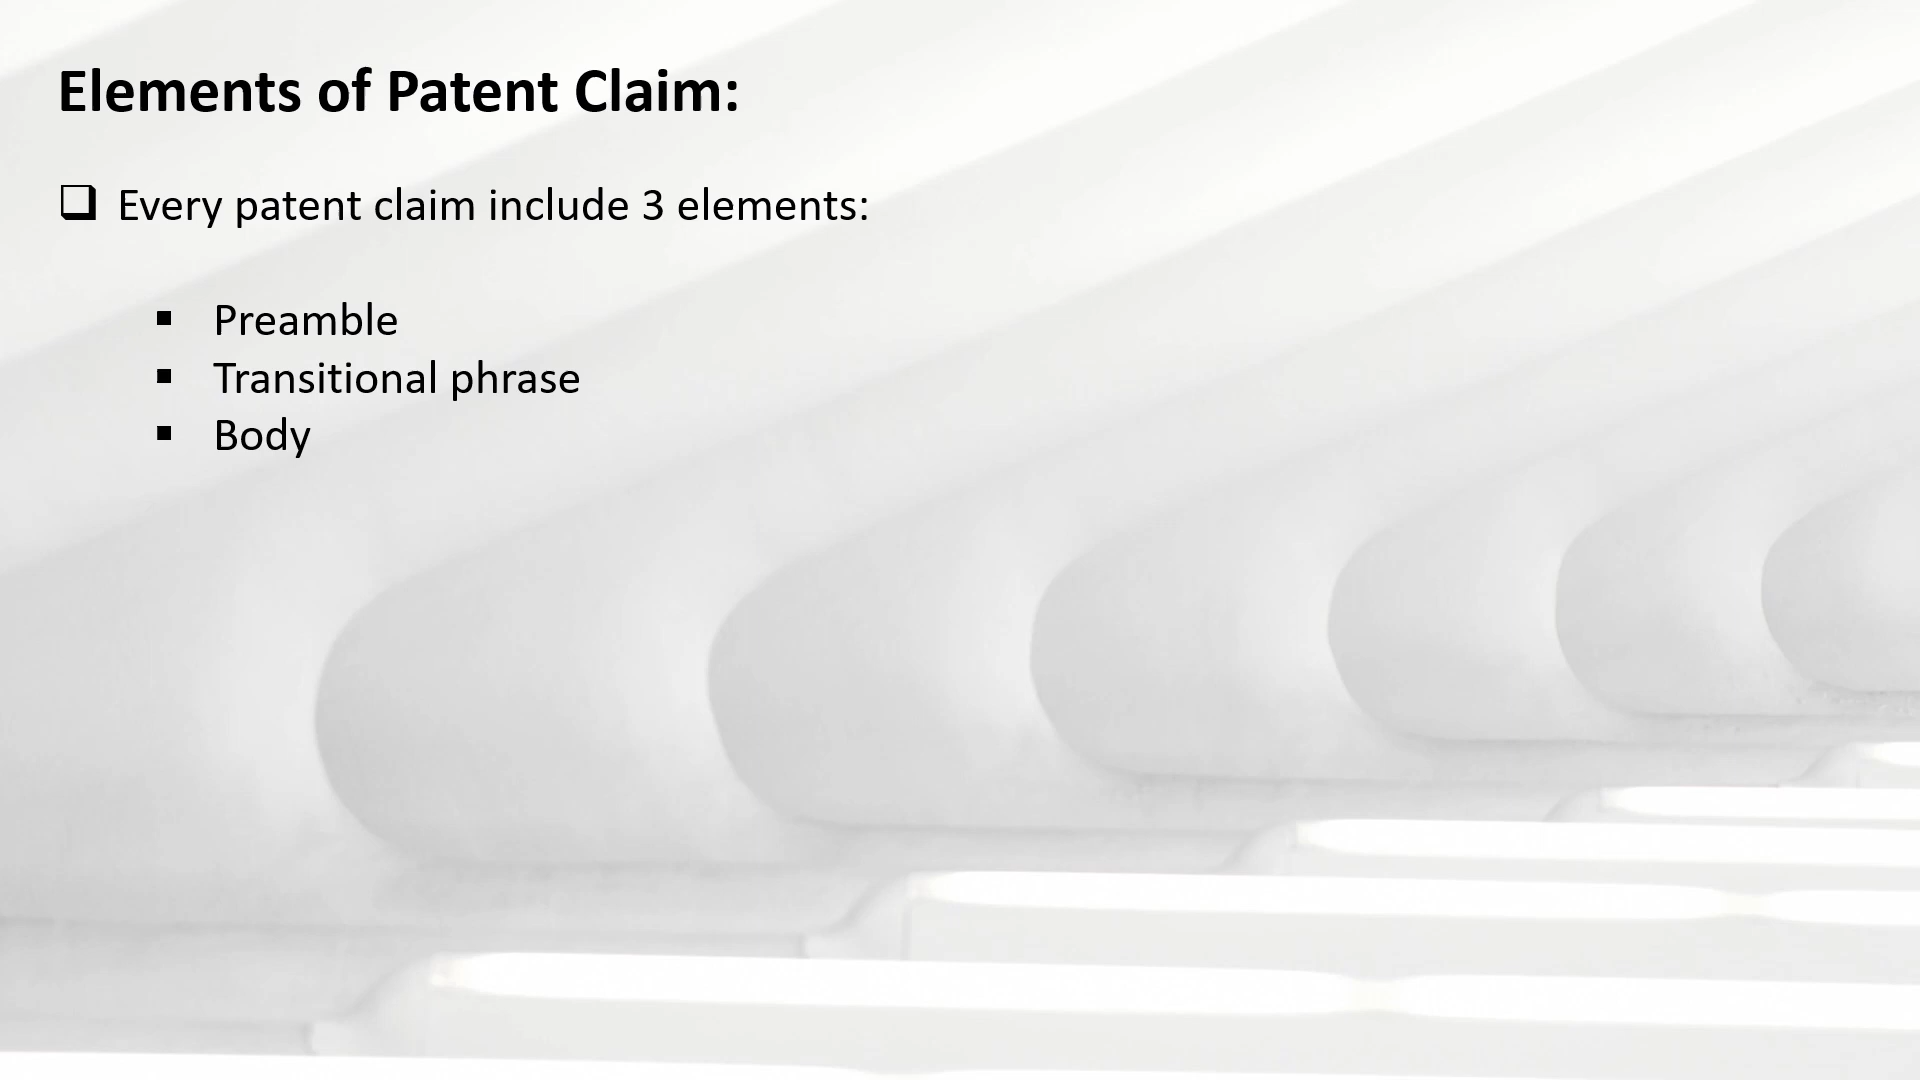 Elements of Patent Claim:
❑ Every patent claim include 3 elements:
▪ Preamble
▪ Transitional phrase
▪ Body